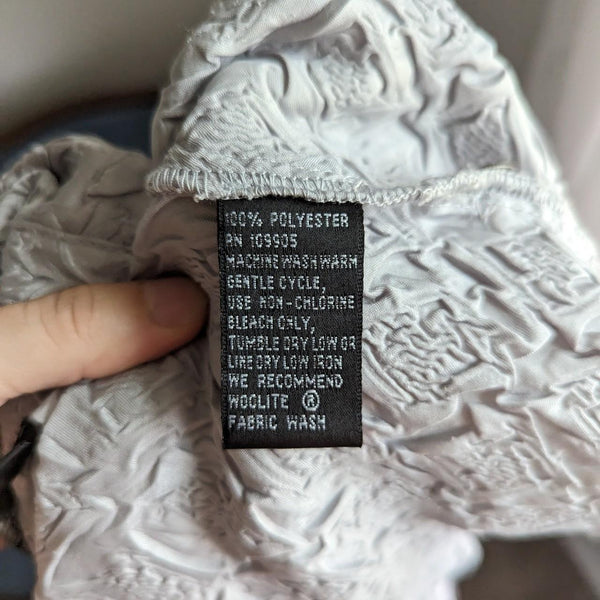 100% POLYESTER
RN 109905
MACHINE WASH WARM
GENTLE CYCLE,
USE NON-CHLORINE
BLEACH ONLY,
TUMBLE DRY LOW OR
LINE DRY LOW IRON
WE RECOMMEND
WOOLITE ®
FABRIC WASH